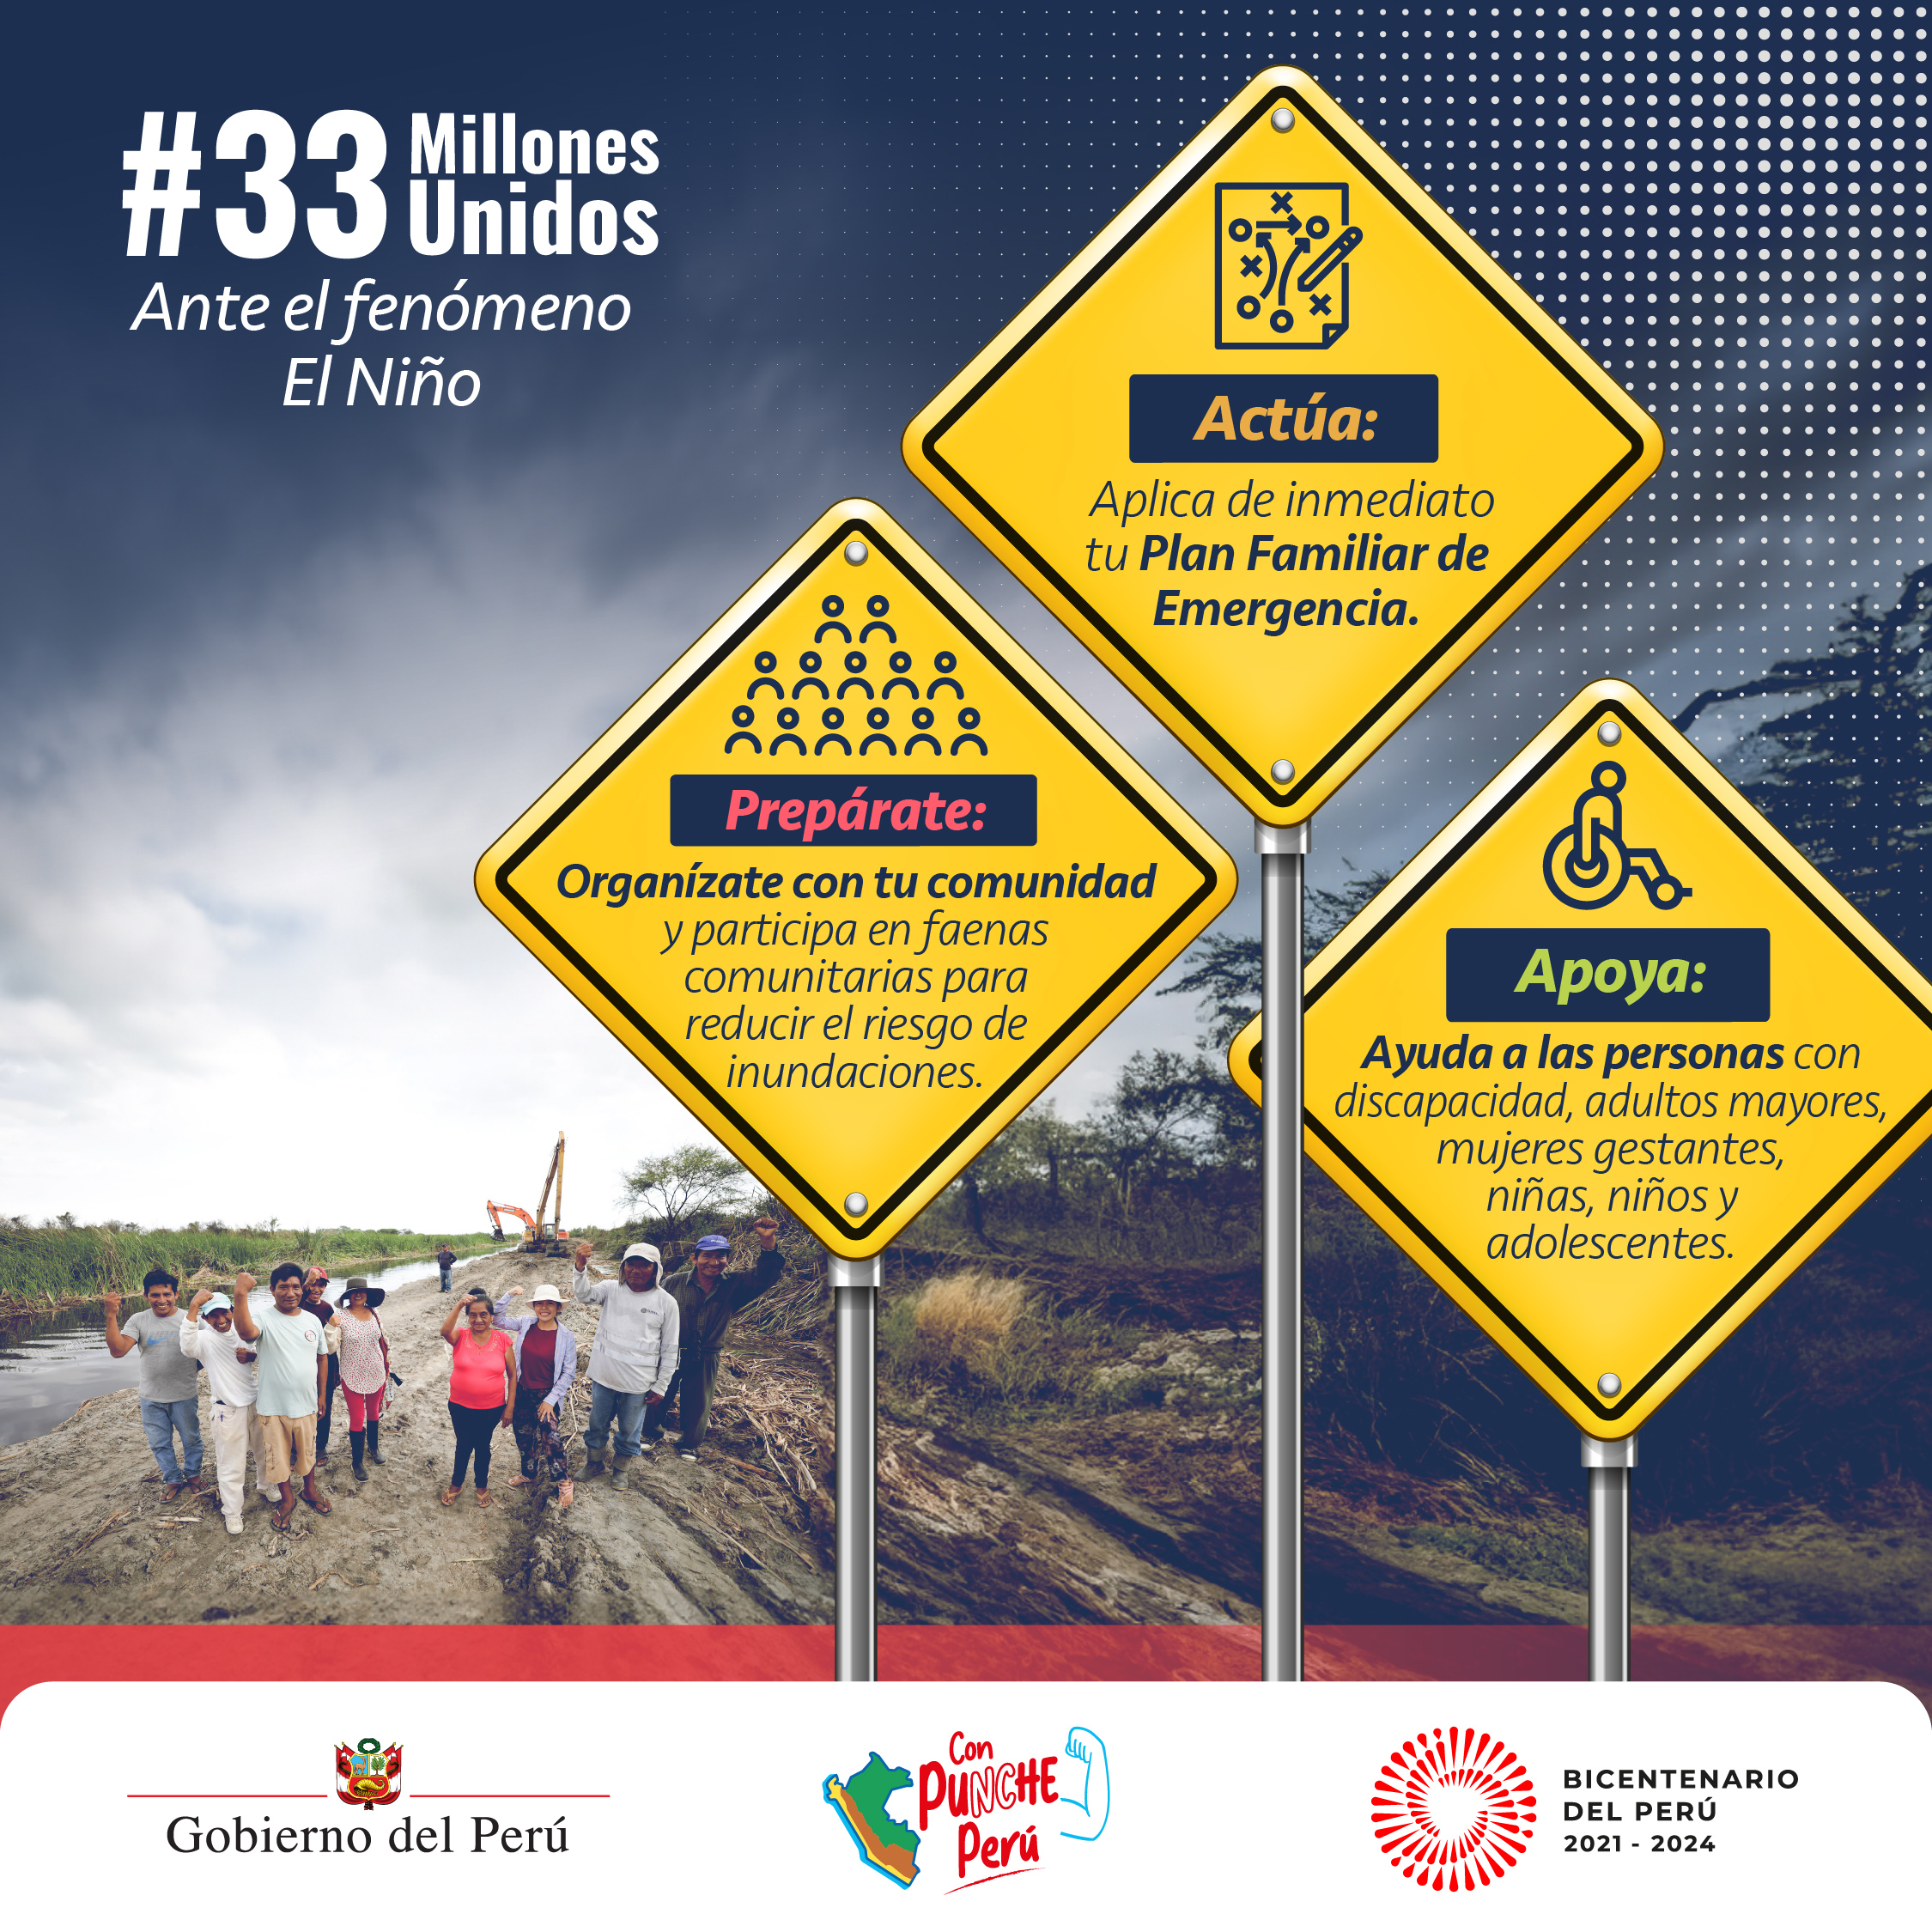 #33 Millones
Unidos
Ante el fenómeno
El Niño
Actúa:
Aplica de inmediato
tu Plan Familiar de
Emergencia.
Prepárate:
Organízate con tu comunidad
y participa en faenas
comunitarias para
reducir el riesgo de
inundaciones.
Apoya:
Ayuda a las personas con
discapacidad, adultos mayores,
mujeres gestantes,
niñas, niños y
adolescentes.
Gobierno del Perú
Con
PUNCHE
Perú
BICENTENARIO
DEL PERÚ
2021 - 2024